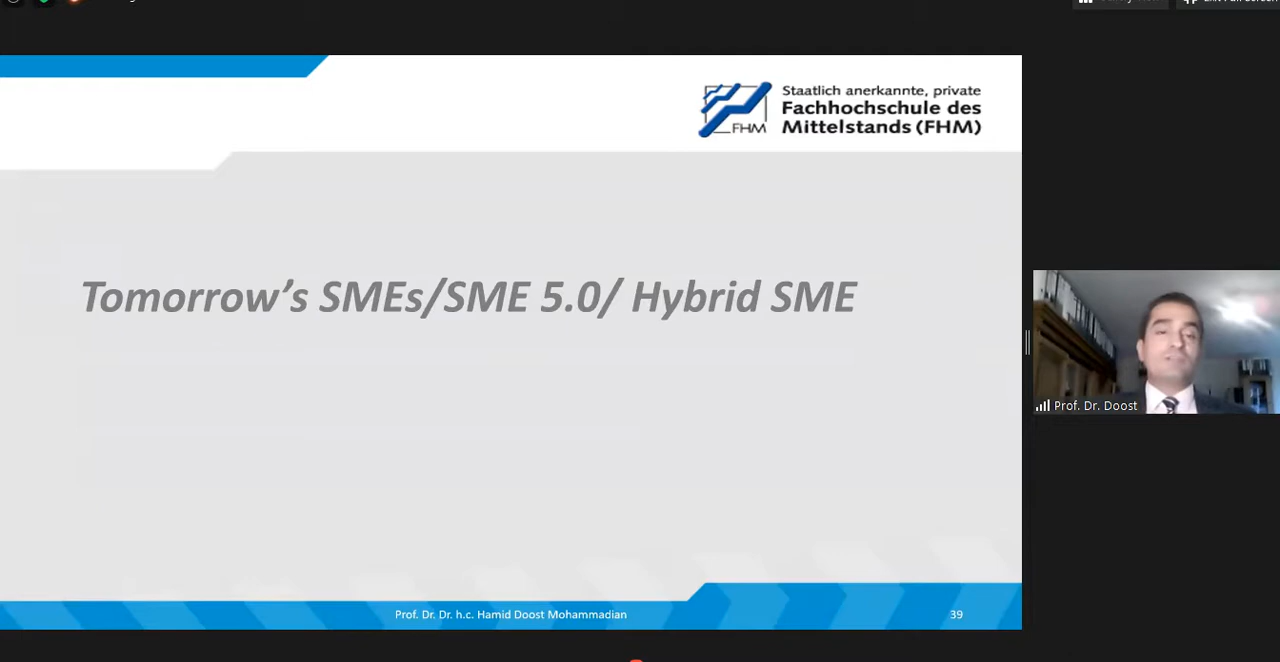 Staatlich anerkannte, private
Fachhochschule des
Mittelstands (FHM)
FHM
Tomorrow's SMEs/SME 5.0/ Hybrid SME
Prof. Dr. Doost
Prof. Dr. Dr. h.c. Hamid Doost Mohammadian
39